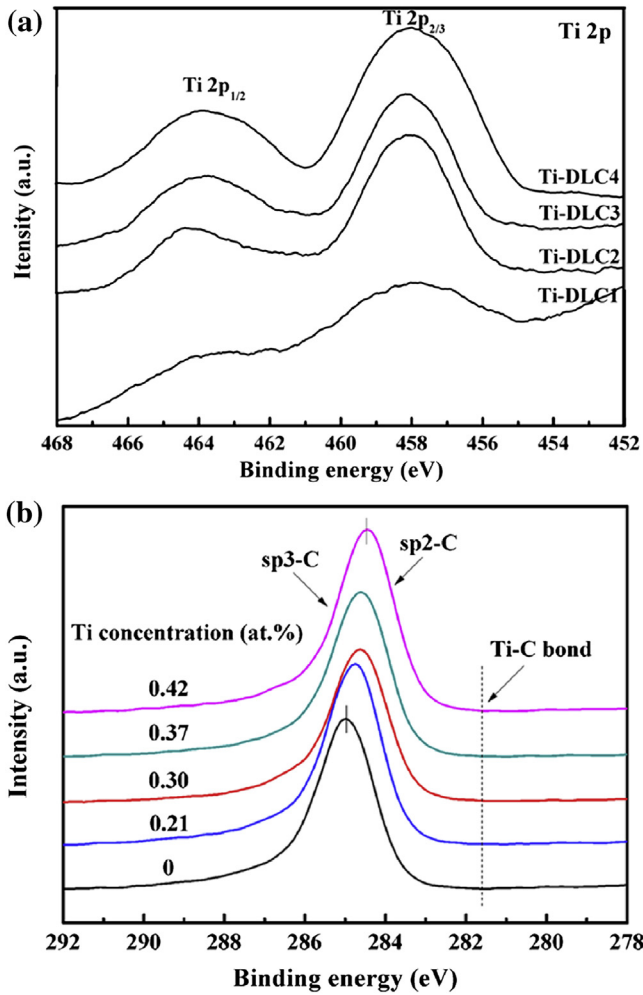 (a)
Ti 2p2/3
Ti 2p
Ti 2p1/2
Ti-DLC4
Ti-DLC3
Ti-DLC2
Ti-DLC1
Itensity (a.u.)
468 466 464 462 460 458 456 454 452
Binding energy (eV)
(b)
sp3-C
sp2-C
Ti concentration (at.%)
Ti-C bond
0.42
0.37
0.30
0.21
0
Intensity (a.u.)
292 290 288 286 284 282 280 278
Binding energy (eV)